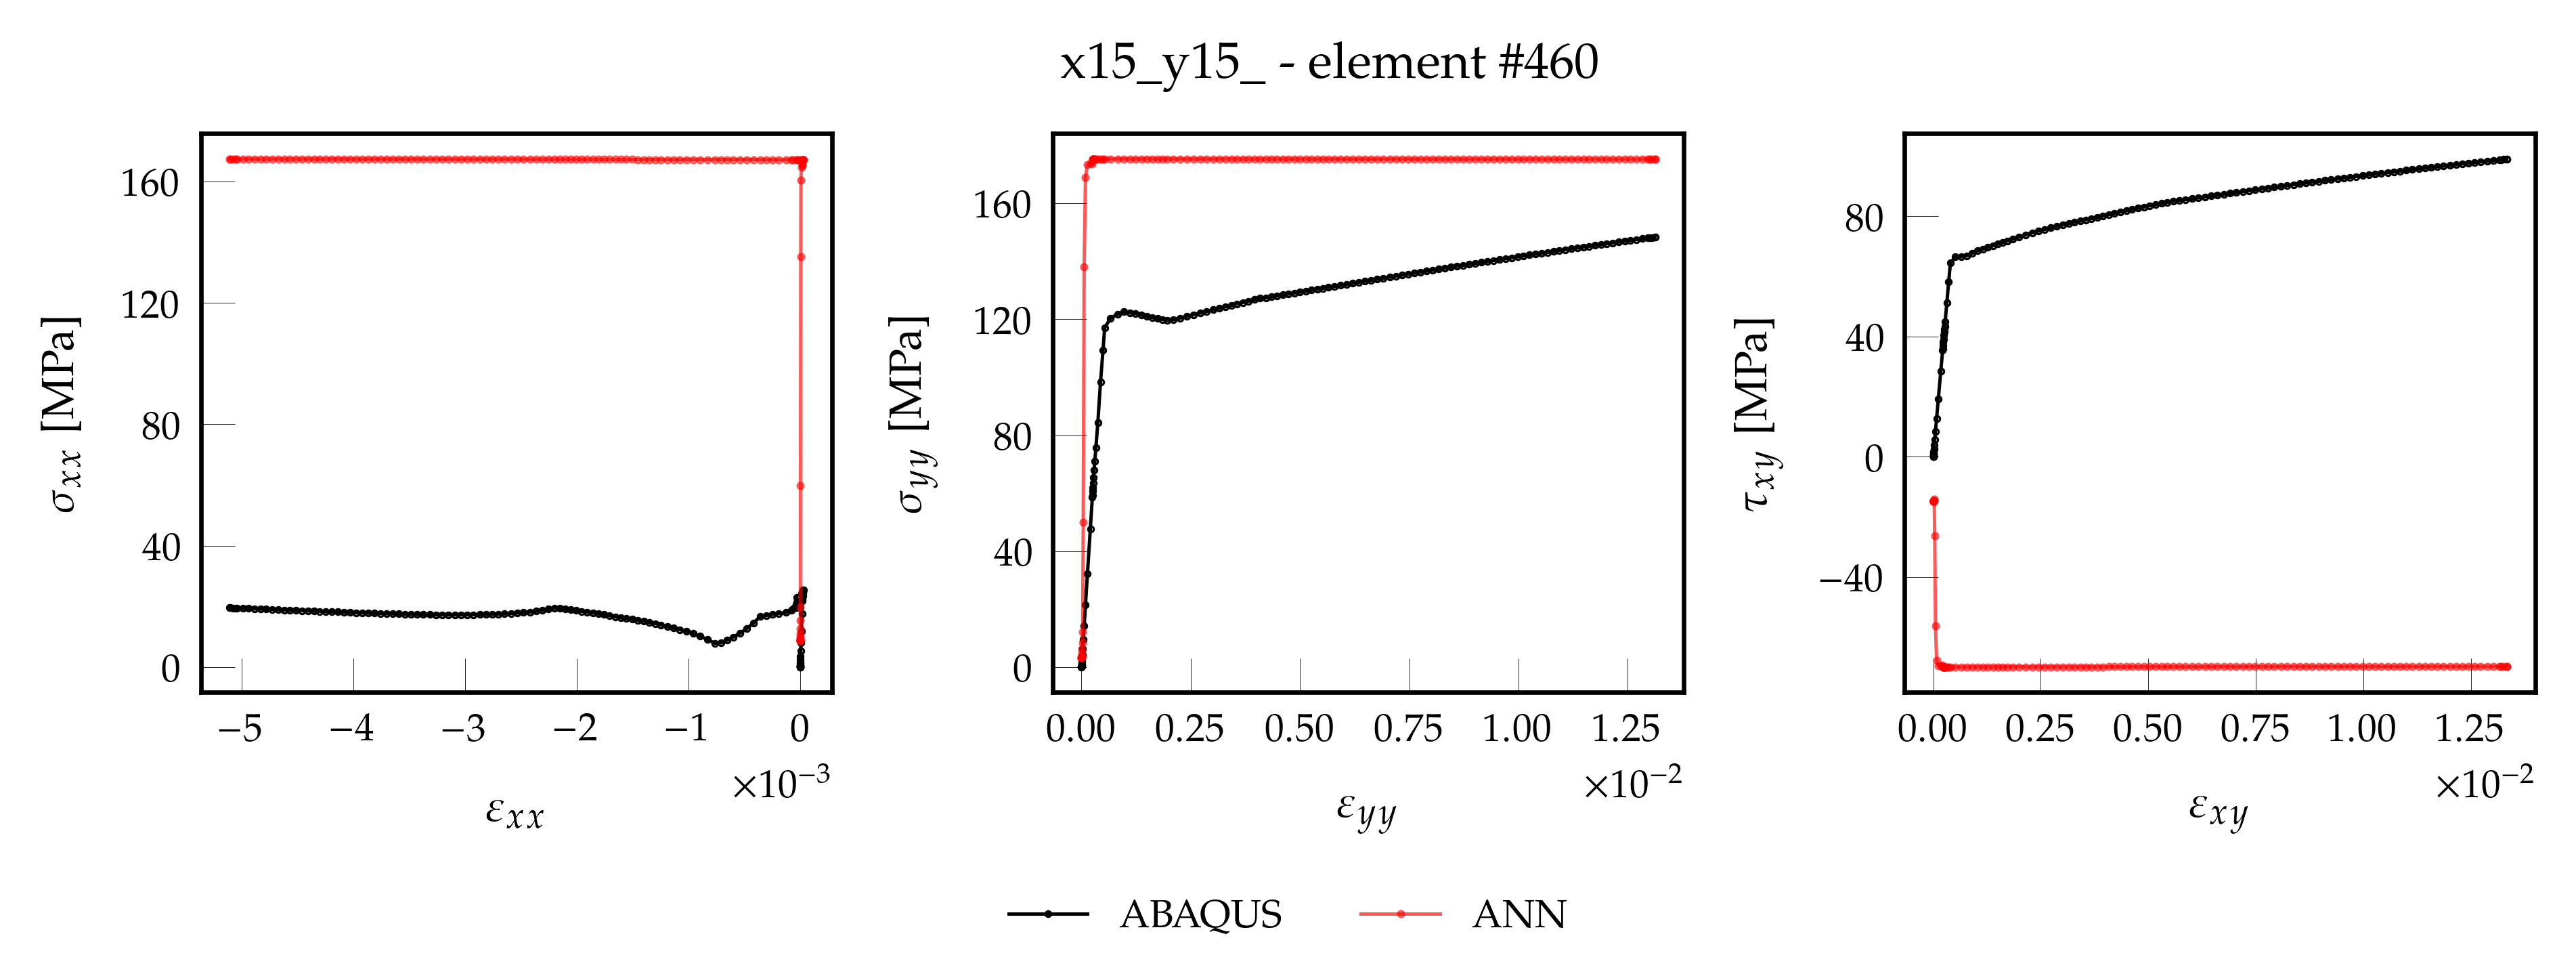 x15_y15_ - element #460
σxx [MPa]
160
120
80
40
0
−5 −4 −3 −2 −1 0
×10−3
εxx
σyy [MPa]
160
120
80
40
0
0.00 0.25 0.50 0.75 1.00 1.25
×10−2
εyy
τxy [MPa]
80
40
0
−40
0.00 0.25 0.50 0.75 1.00 1.25
×10−2
εxy
ABAQUS ANN